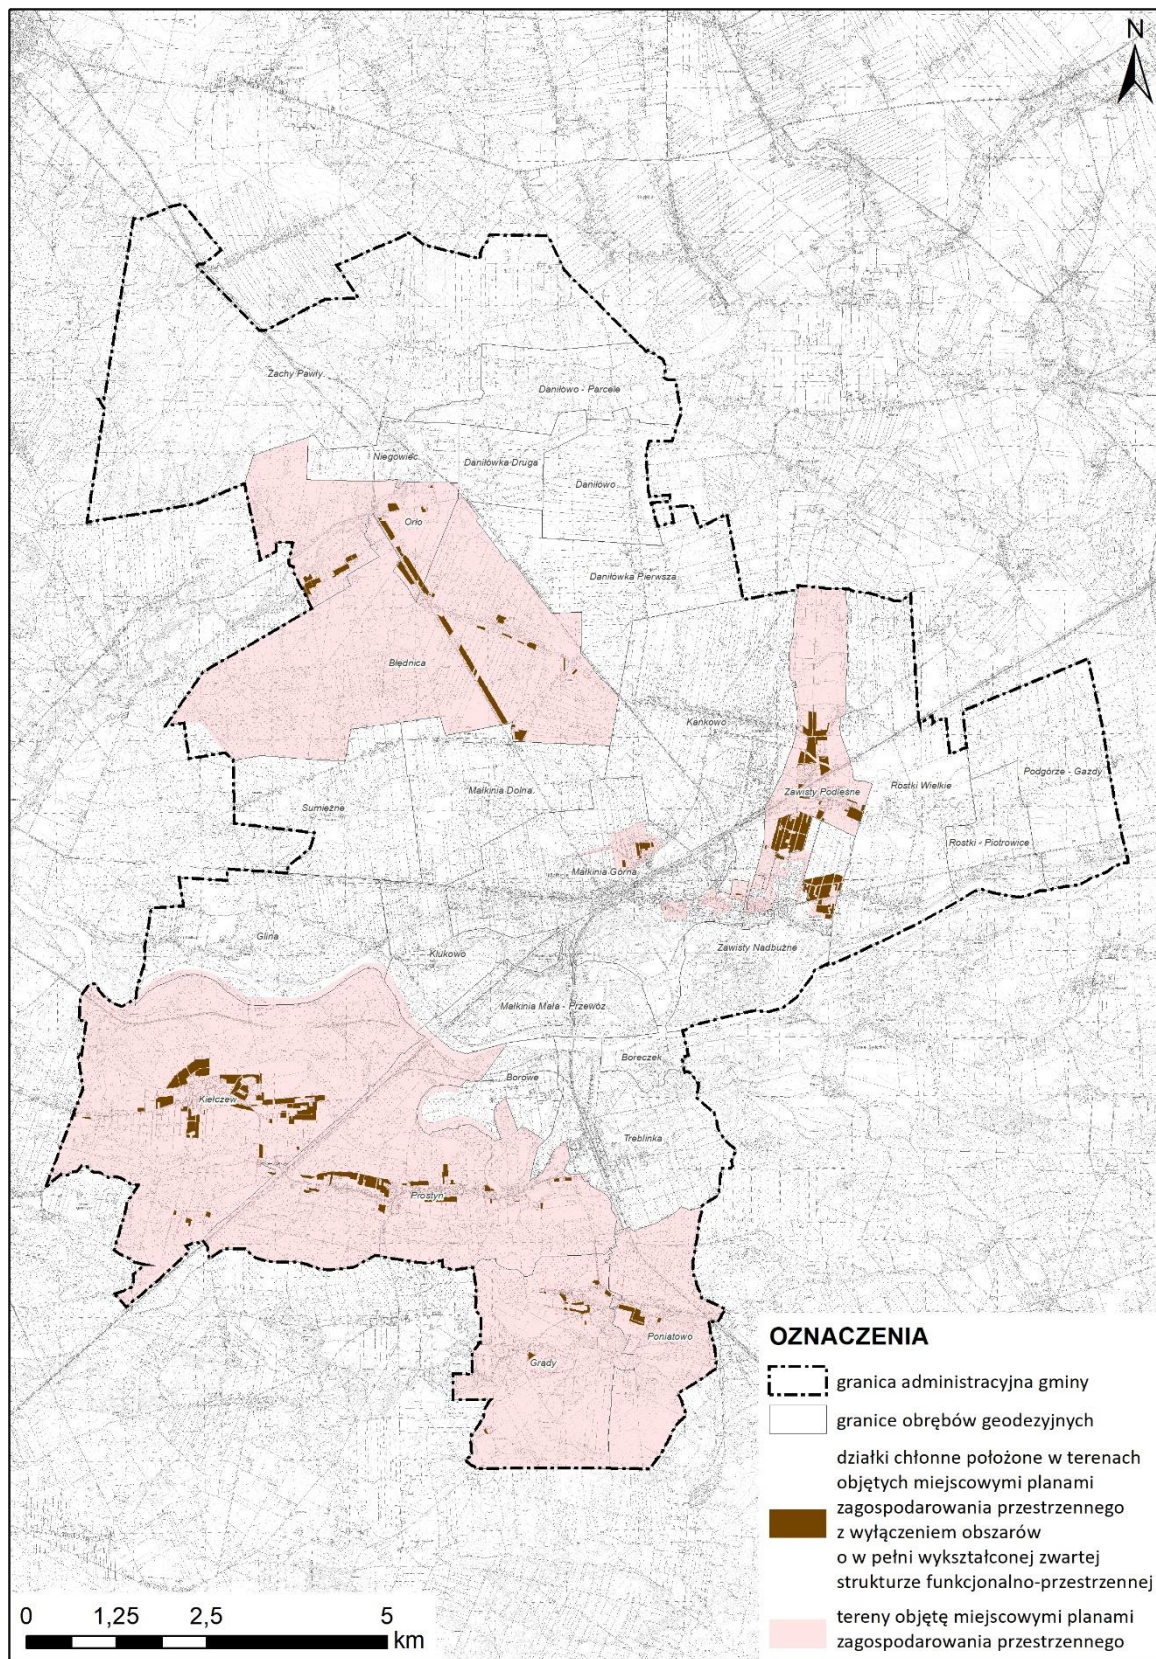 N
Żachy Pawły
Daniłowo - Parcele
Niegowiec
Daniłówka Druga
Daniłowo
Orło
Daniłówka Pierwsza
Błędnica
Kańkowo
Podgórze - Gazdy
Rostki Wielkie
Zawisty Podleśne
Małkinia Dolna
Sumiężne
Rostki - Piotrowice
Małkinia Górna
Glina
Klukowo
Zawisty Nadbużne
Małkinia Mała - Przewóz
Boreczek
Borowe
Kiełczew
Treblinka
Prostyń
Poniatowo
Grądy
OZNACZENIA
granica administracyjna gminy
granice obrębów geodezyjnych
działki chłonne położone w terenach
objętych miejscowymi planami
zagospodarowania przestrzennego
z wyłączeniem obszarów
o w pełni wykształconej zwartej
strukturze funkcjonalno-przestrzennej
tereny objętę miejscowymi planami
zagospodarowania przestrzennego
0 1,25 2,5 5
km